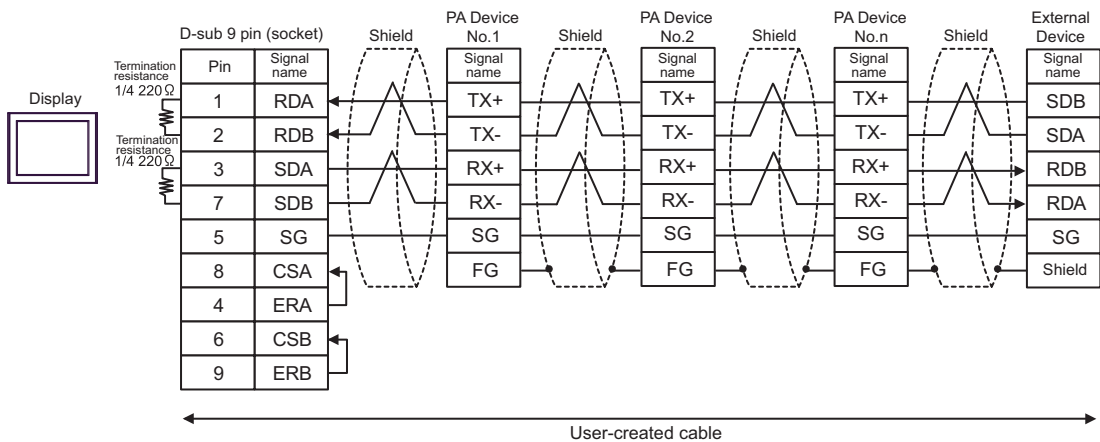 PA Device No.1
PA Device No.2
PA Device No.n
External Device
D-sub 9 pin (socket)
Shield
Shield
Shield
Shield
Display
Termination resistance 1/4 220 Ω
Termination resistance 1/4 220 Ω
Pin Signal name Signal name Signal name Signal name Signal name
1 RDA TX+ TX+ TX+ SDB
2 RDB TX- TX- TX- SDA
3 SDA RX+ RX+ RX+ RDB
7 SDB RX- RX- RX- RDA
5 SG SG SG SG SG
8 CSA FG FG FG Shield
4 ERA
6 CSB
9 ERB
User-created cable